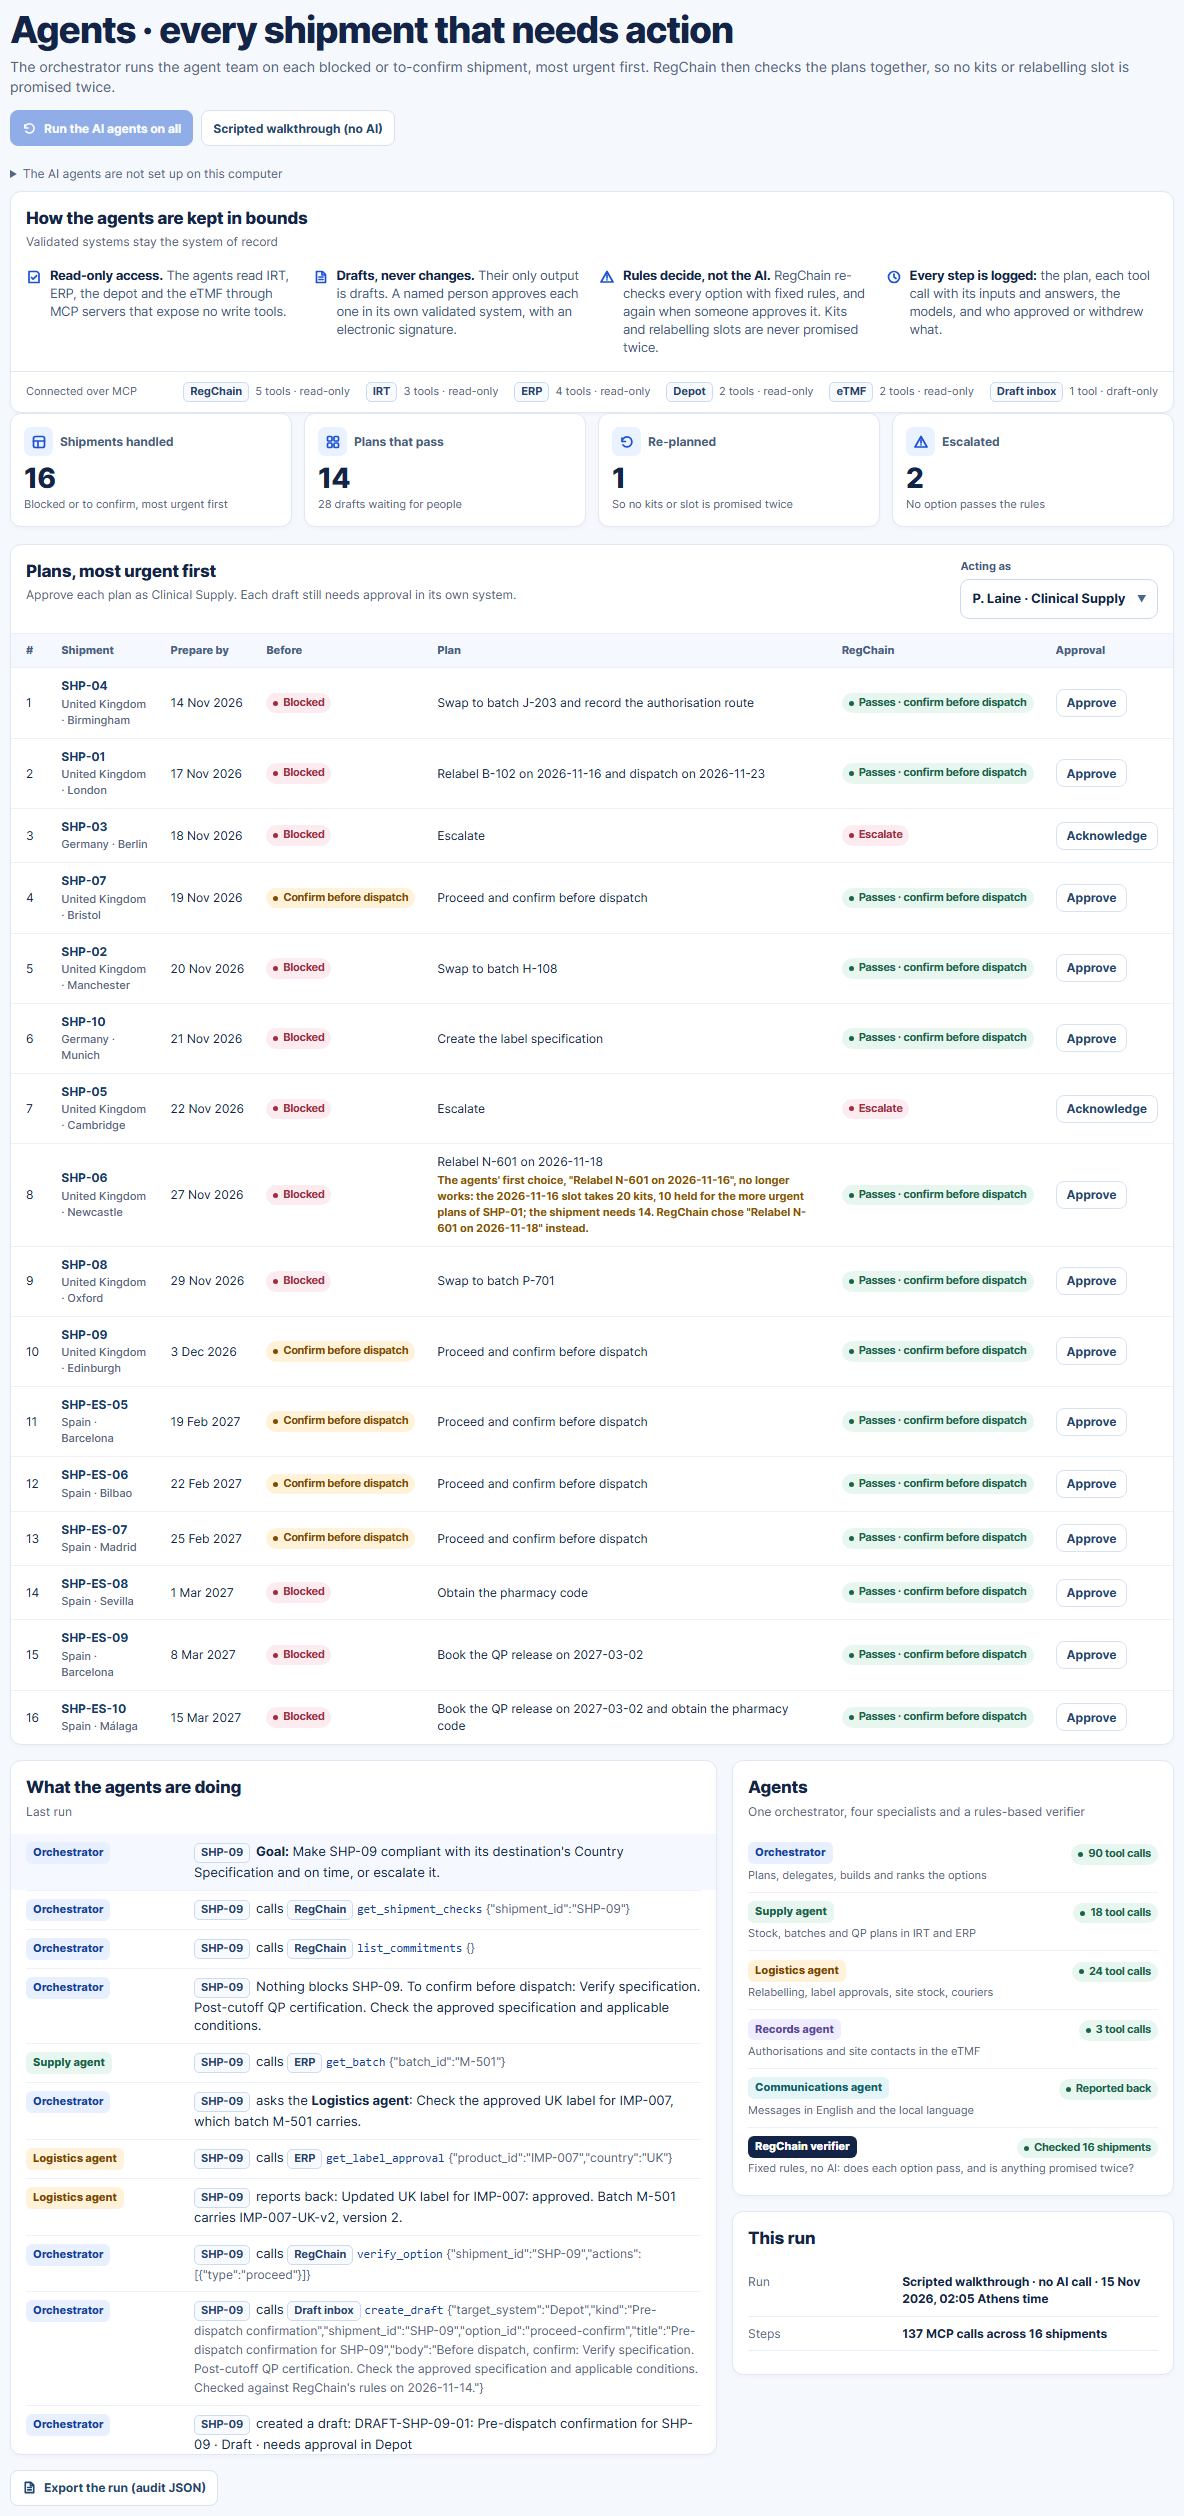 Agents · every shipment that needs action
The orchestrator runs the agent team on each blocked or to-confirm shipment, most urgent first. RegChain then checks the plans together, so no kits or relabelling slot is
promised twice.
Run the AI agents on all
Scripted walkthrough (no AI)
The AI agents are not set up on this computer
How the agents are kept in bounds
Validated systems stay the system of record
Read-only access. The agents read IRT,
ERP, the depot and the eTMF through
MCP servers that expose no write tools.
Drafts, never changes. Their only output
is drafts. A named person approves each
one in its own validated system, with an
electronic signature.
Rules decide, not the AI. RegChain re-
checks every option with fixed rules, and
again when someone approves it. Kits
and relabelling slots are never promised
twice.
Every step is logged: the plan, each tool
call with its inputs and answers, the
models, and who approved or withdrew
what.
Connected over MCP
RegChain 5 tools · read-only
IRT 3 tools · read-only
ERP 4 tools · read-only
Depot 2 tools · read-only
eTMF 2 tools · read-only
Draft inbox 1 tool · draft-only
Shipments handled
16
Blocked or to confirm, most urgent first
Plans that pass
14
28 drafts waiting for people
Re-planned
1
So no kits or slot is promised twice
Escalated
2
No option passes the rules
Plans, most urgent first
Approve each plan as Clinical Supply. Each draft still needs approval in its own system.
Acting as
P. Laine · Clinical Supply
# Shipment Prepare by Before Plan RegChain Approval
1
SHP-04
United Kingdom
· Birmingham
14 Nov 2026
Blocked
Swap to batch J-203 and record the authorisation route
Passes · confirm before dispatch
Approve
2
SHP-01
United Kingdom
· London
17 Nov 2026
Blocked
Relabel B-102 on 2026-11-16 and dispatch on 2026-11-23
Passes · confirm before dispatch
Approve
3
SHP-03
Germany · Berlin
18 Nov 2026
Blocked
Escalate
Escalate
Acknowledge
4
SHP-07
United Kingdom
· Bristol
19 Nov 2026
Confirm before dispatch
Proceed and confirm before dispatch
Passes · confirm before dispatch
Approve
5
SHP-02
United Kingdom
· Manchester
20 Nov 2026
Blocked
Swap to batch H-108
Passes · confirm before dispatch
Approve
6
SHP-10
Germany ·
Munich
21 Nov 2026
Blocked
Create the label specification
Passes · confirm before dispatch
Approve
7
SHP-05
United Kingdom
· Cambridge
22 Nov 2026
Blocked
Escalate
Escalate
Acknowledge
8
SHP-06
United Kingdom
· Newcastle
27 Nov 2026
Blocked
Relabel N-601 on 2026-11-18
The agents' first choice, "Relabel N-601 on 2026-11-16", no longer
works: the 2026-11-16 slot takes 20 kits, 10 held for the more urgent
plans of SHP-01; the shipment needs 14. RegChain chose "Relabel N-
601 on 2026-11-18" instead.
Passes · confirm before dispatch
Approve
9
SHP-08
United Kingdom
· Oxford
29 Nov 2026
Blocked
Swap to batch P-701
Passes · confirm before dispatch
Approve
10
SHP-09
United Kingdom
· Edinburgh
3 Dec 2026
Confirm before dispatch
Proceed and confirm before dispatch
Passes · confirm before dispatch
Approve
11
SHP-ES-05
Spain ·
Barcelona
19 Feb 2027
Confirm before dispatch
Proceed and confirm before dispatch
Passes · confirm before dispatch
Approve
12
SHP-ES-06
Spain · Bilbao
22 Feb 2027
Confirm before dispatch
Proceed and confirm before dispatch
Passes · confirm before dispatch
Approve
13
SHP-ES-07
Spain · Madrid
25 Feb 2027
Confirm before dispatch
Proceed and confirm before dispatch
Passes · confirm before dispatch
Approve
14
SHP-ES-08
Spain · Sevilla
1 Mar 2027
Blocked
Obtain the pharmacy code
Passes · confirm before dispatch
Approve
15
SHP-ES-09
Spain ·
Barcelona
8 Mar 2027
Blocked
Book the QP release on 2027-03-02
Passes · confirm before dispatch
Approve
16
SHP-ES-10
Spain · Málaga
15 Mar 2027
Blocked
Book the QP release on 2027-03-02 and obtain the pharmacy
code
Passes · confirm before dispatch
Approve
What the agents are doing
Last run
Orchestrator
SHP-09 Goal: Make SHP-09 compliant with its destination's Country
Specification and on time, or escalate it.
Orchestrator
SHP-09 calls RegChain get_shipment_checks {"shipment_id":"SHP-09"}
Orchestrator
SHP-09 calls RegChain list_commitments {}
Orchestrator
SHP-09 Nothing blocks SHP-09. To confirm before dispatch: Verify specification.
Post-cutoff QP certification. Check the approved specification and applicable
conditions.
Supply agent
SHP-09 calls ERP get_batch {"batch_id":"M-501"}
Orchestrator
SHP-09 asks the Logistics agent: Check the approved UK label for IMP-007,
which batch M-501 carries.
Logistics agent
SHP-09 calls ERP get_label_approval {"product_id":"IMP-007","country":"UK"}
Logistics agent
SHP-09 reports back: Updated UK label for IMP-007: approved. Batch M-501
carries IMP-007-UK-v2, version 2.
Orchestrator
SHP-09 calls RegChain verify_option {"shipment_id":"SHP-09","actions":
[{"type":"proceed"}]}
Orchestrator
SHP-09 calls Draft inbox create_draft {"target_system":"Depot","kind":"Pre-
dispatch confirmation","shipment_id":"SHP-09","option_id":"proceed-confirm","title":"Pre-
dispatch confirmation for SHP-09","body":"Before dispatch, confirm: Verify specification.
Post-cutoff QP certification. Check the approved specification and applicable conditions.
Checked against RegChain's rules on 2026-11-14."}
Orchestrator
SHP-09 created a draft: DRAFT-SHP-09-01: Pre-dispatch confirmation for SHP-
09 · Draft · needs approval in Depot
Agents
One orchestrator, four specialists and a rules-based verifier
Orchestrator
90 tool calls
Plans, delegates, builds and ranks the options
Supply agent
18 tool calls
Stock, batches and QP plans in IRT and ERP
Logistics agent
24 tool calls
Relabelling, label approvals, site stock, couriers
Records agent
3 tool calls
Authorisations and site contacts in the eTMF
Communications agent
Reported back
Messages in English and the local language
RegChain verifier
Checked 16 shipments
Fixed rules, no AI: does each option pass, and is anything promised twice?
This run
Run
Scripted walkthrough · no AI call · 15 Nov
2026, 02:05 Athens time
Steps
137 MCP calls across 16 shipments
Export the run (audit JSON)